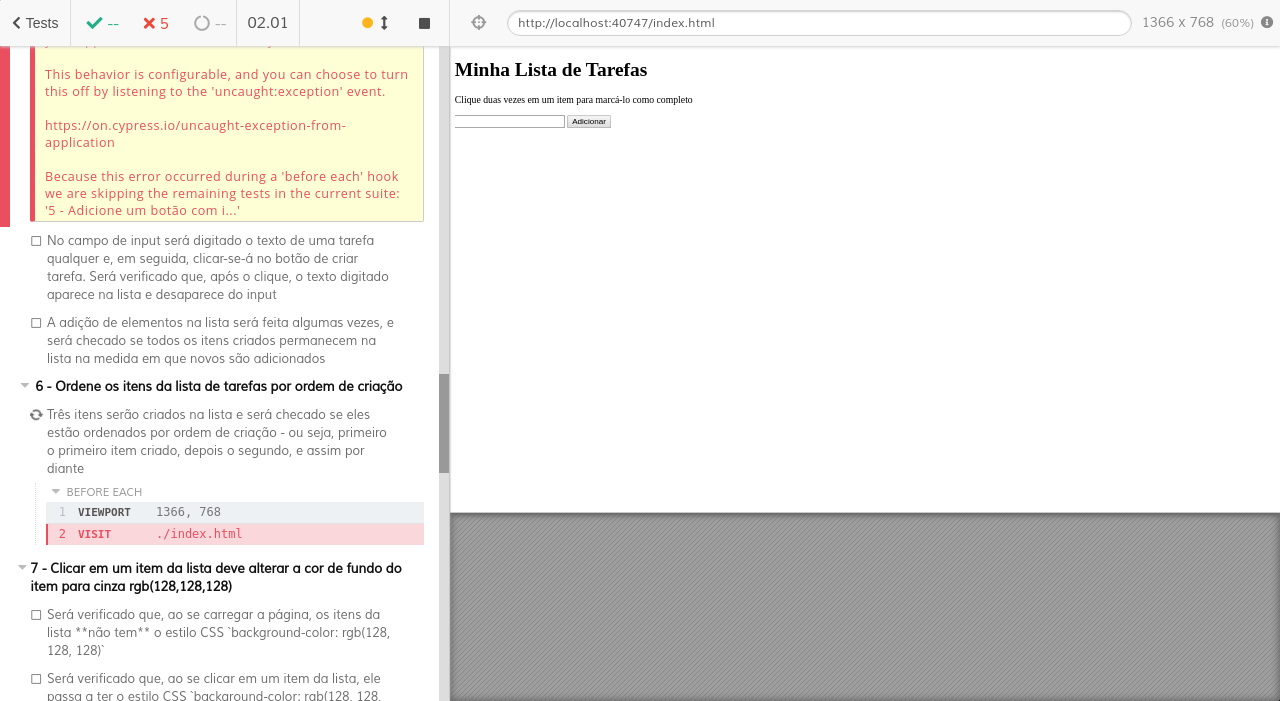 Tests
--
5
--
02.01
http://localhost:40747/index.html
1366 x 768 (60%)
This behavior is configurable, and you can choose to turn
this off by listening to the 'uncaught:exception' event.
https://on.cypress.io/uncaught-exception-from-
application
Because this error occurred during a 'before each' hook
we are skipping the remaining tests in the current suite:
'5 - Adicione um botão com i...'
No campo de input será digitado o texto de uma tarefa
qualquer e, em seguida, clicar-se-á no botão de criar
tarefa. Será verificado que, após o clique, o texto digitado
aparece na lista e desaparece do input
A adição de elementos na lista será feita algumas vezes, e
será checado se todos os itens criados permanecem na
lista na medida em que novos são adicionados
6 - Ordene os itens da lista de tarefas por ordem de criação
Três itens serão criados na lista e será checado se eles
estão ordenados por ordem de criação - ou seja, primeiro
o primeiro item criado, depois o segundo, e assim por
diante
BEFORE EACH
1 VIEWPORT 1366, 768
2 VISIT ./index.html
7 - Clicar em um item da lista deve alterar a cor de fundo do
item para cinza rgb(128,128,128)
Será verificado que, ao se carregar a página, os itens da
lista **não tem** o estilo CSS `background-color: rgb(128,
128, 128)`
Será verificado que, ao se clicar em um item da lista, ele
passa a ter o estilo CSS `background-color: rgb(128, 128,
Minha Lista de Tarefas
Clique duas vezes em um item para marcá-lo como completo
Adicionar